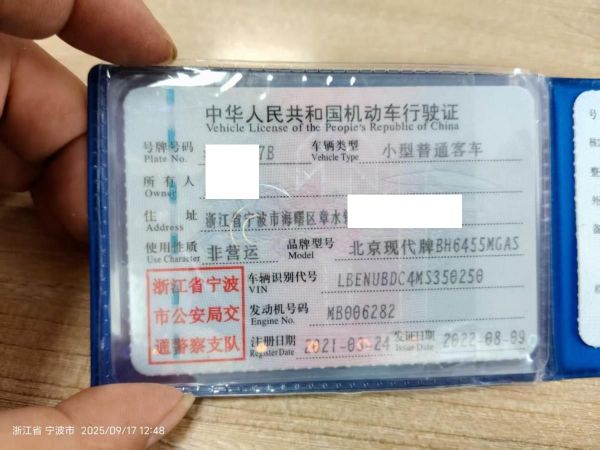 中华人民共和国机动车行驶证
Vehicle License of the People's Republic of China
号牌号码 7B 车辆类型 小型普通客车
Plate No. Vehicle Type
所有人
Owner
住址 浙江省宁波市海曙区章水
Address
使用性质 非营运 品牌型号 北京现代牌BH6455MGAS
Use Character Model
浙江省宁波
市公安局交
通警察支队
车辆识别代号 LBENUBDC4MS350250
VIN
发动机号码 MB006282
Engine No.
注册日期 2021-03-24 发证日期 2022-08-09
Register Date Issue Date
号
核
整
外
备
浙江省 宁波市 2025/09/17 12:48